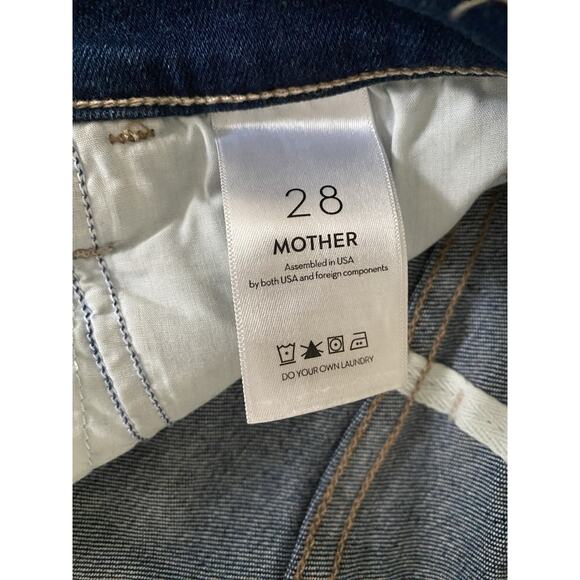 28
MOTHER
Assembled in USA
by both USA and foreign components
DO YOUR OWN LAUNDRY